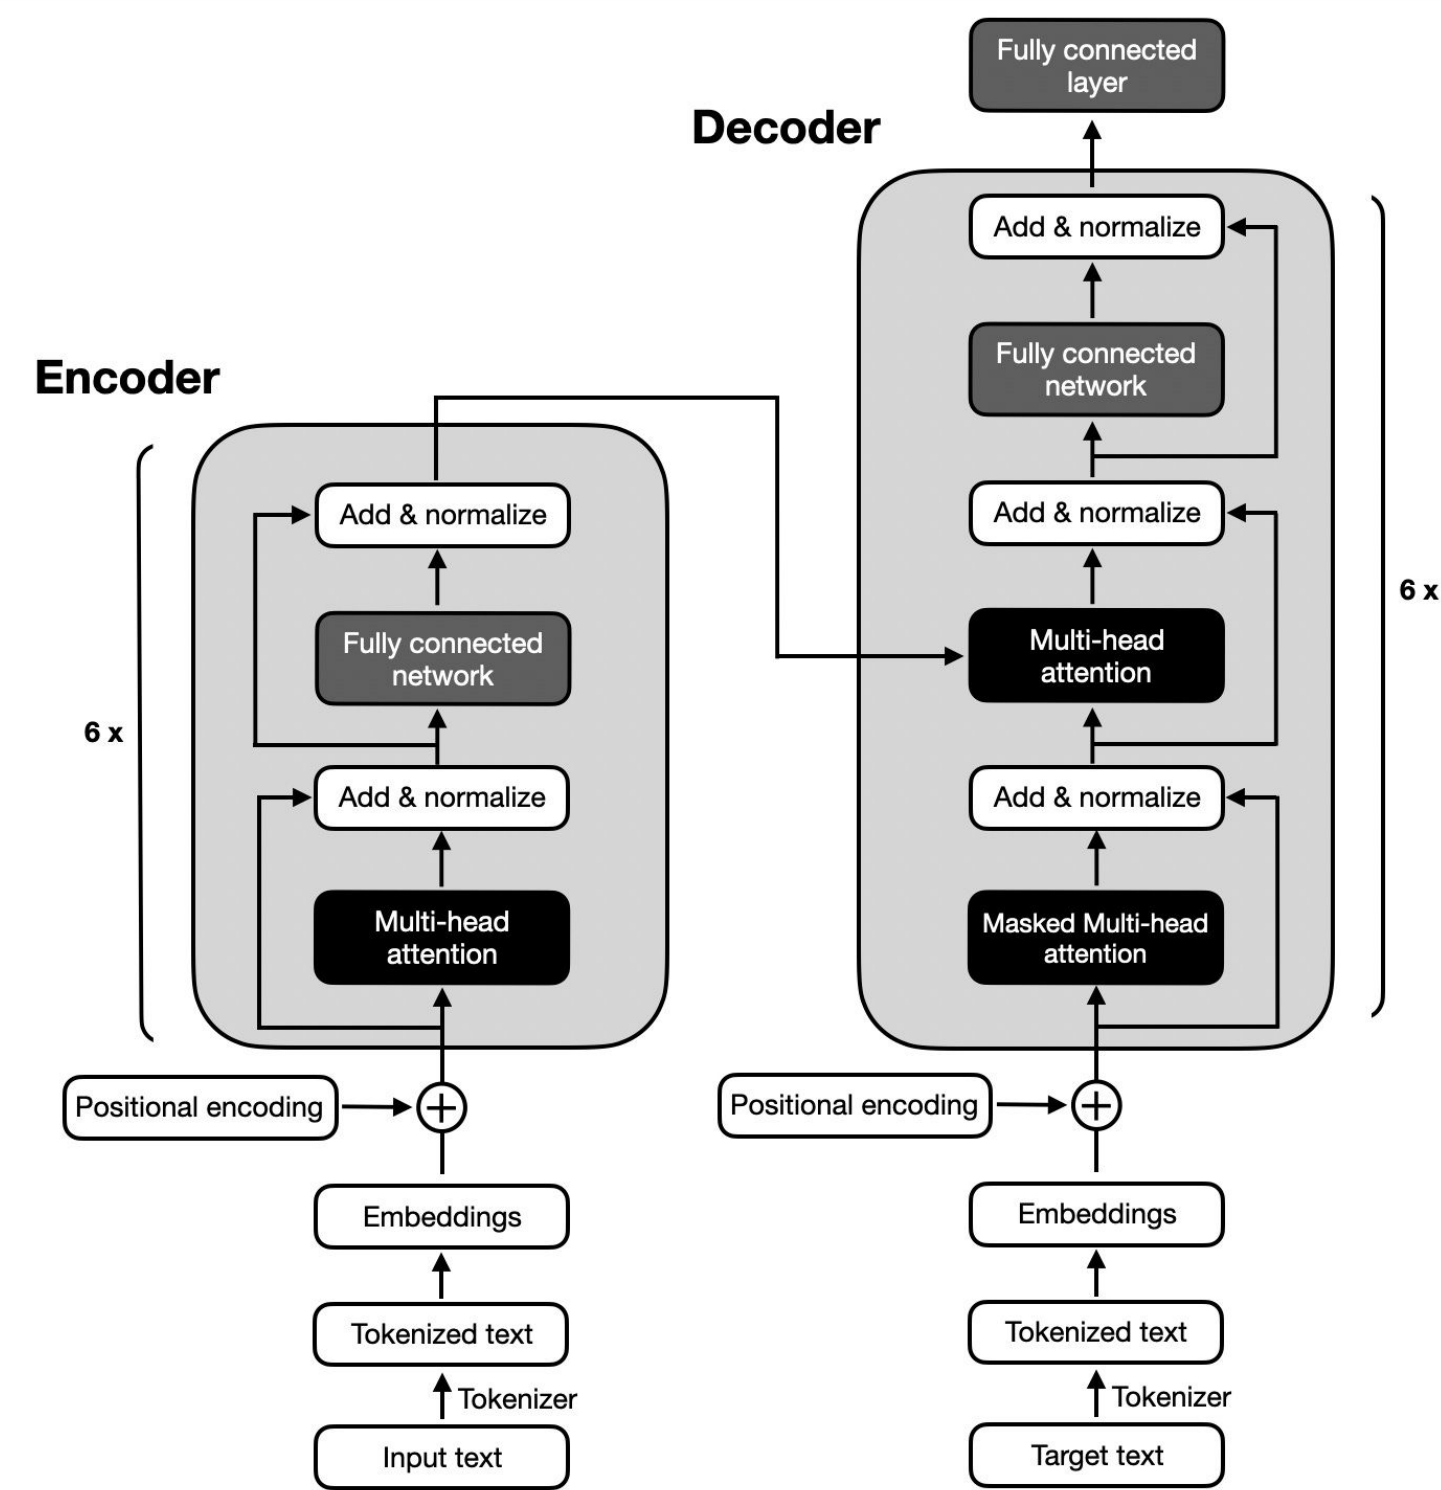 Encoder
6 x
Add & normalize
Fully connected
network
Add & normalize
Multi-head
attention
Positional encoding
+
Embeddings
Tokenized text
Tokenizer
Input text
Decoder
Fully connected
layer
Add & normalize
Fully connected
network
Add & normalize
6 x
Multi-head
attention
Add & normalize
Masked Multi-head
attention
Positional encoding
+
Embeddings
Tokenized text
Tokenizer
Target text